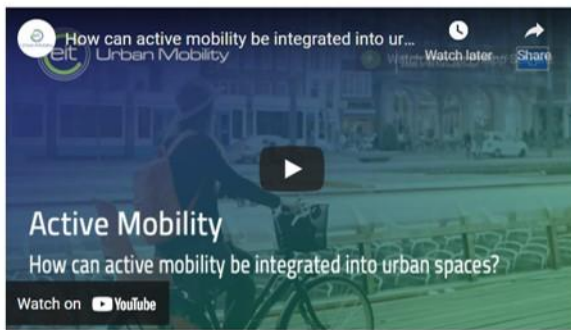 How can active mobility be integrated into ur...
Watch later
Share
eit Urban Mobility
Active Mobility
How can active mobility be integrated into urban spaces?
Watch on YouTube